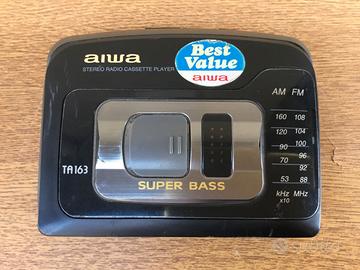 aiwa
STEREO RADIO CASSETTE PLAYER
Best
Value
aiwa
AM FM
160 108
120 104
90 100
96
70 92
53 88
kHz MHz
x10
TA163
SUPER BASS